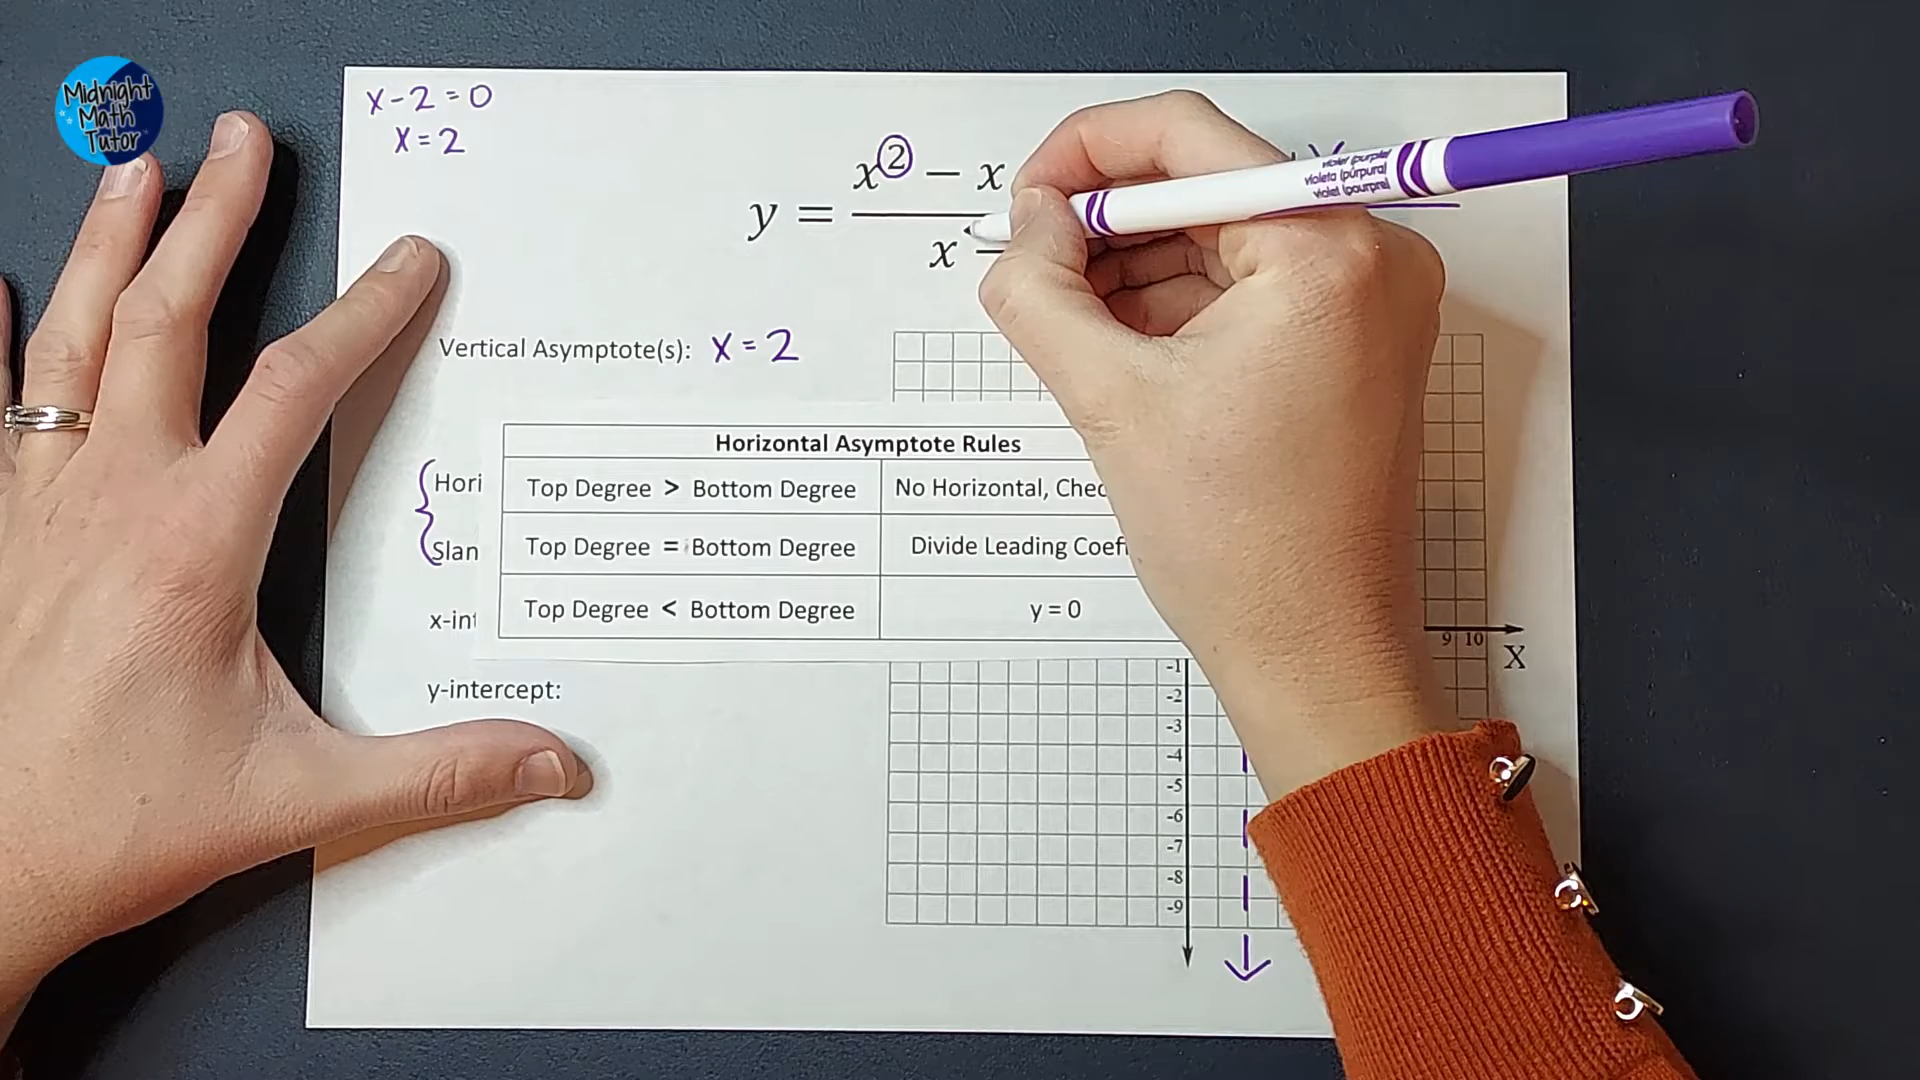 Midnight
Math
Tutor
x - 2 = 0
x = 2
y = x² - x
x -
violet (purple)
violeta (púrpura)
violet (pourpre)
Vertical Asymptote(s): x = 2
Horizontal Asymptote Rules
Hori
Top Degree > Bottom Degree No Horizontal,
Slan
Top Degree = Bottom Degree Divide Leading
Top Degree < Bottom Degree y = 0
x-int
y-intercept:
9 10
X
-1
-2
-3
-4
-5
-6
-7
-8
-9